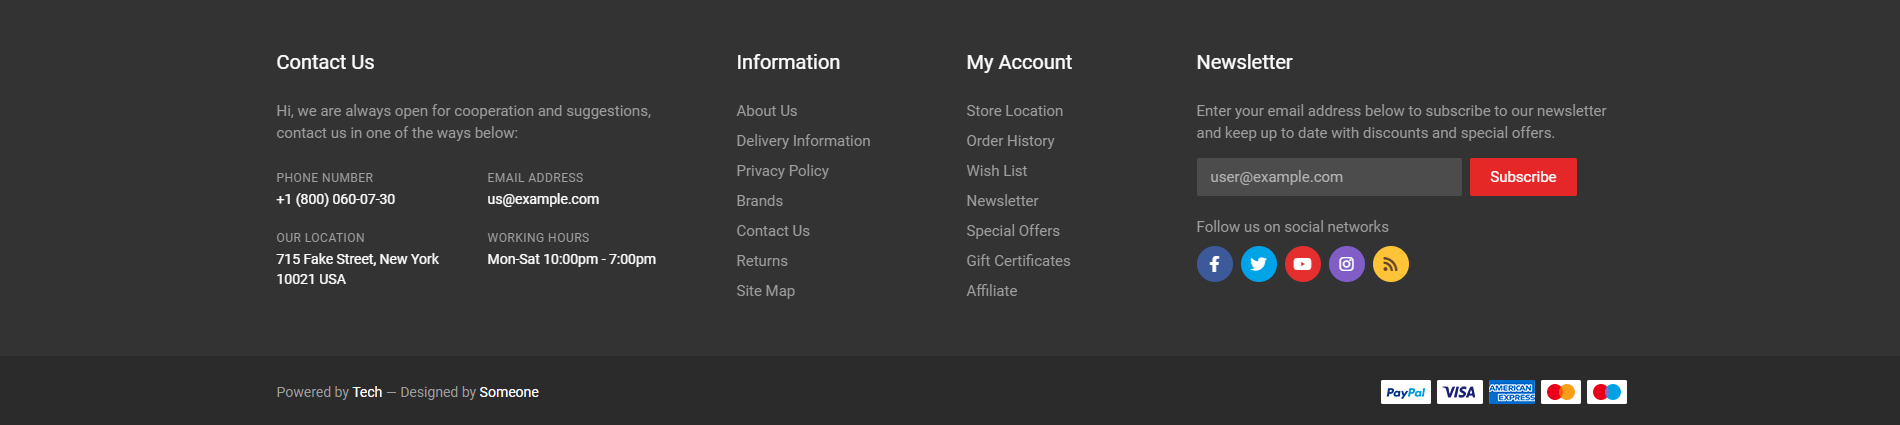 Contact Us
Hi, we are always open for cooperation and suggestions,
contact us in one of the ways below:
PHONE NUMBER
+1 (800) 060-07-30
EMAIL ADDRESS
us@example.com
OUR LOCATION
715 Fake Street, New York
10021 USA
WORKING HOURS
Mon-Sat 10:00pm - 7:00pm
Information
About Us
Delivery Information
Privacy Policy
Brands
Contact Us
Returns
Site Map
My Account
Store Location
Order History
Wish List
Newsletter
Special Offers
Gift Certificates
Affiliate
Newsletter
Enter your email address below to subscribe to our newsletter
and keep up to date with discounts and special offers.
user@example.com
Subscribe
Follow us on social networks
Powered by Tech — Designed by Someone
PayPal
VISA
AMERICAN
EXPRESS